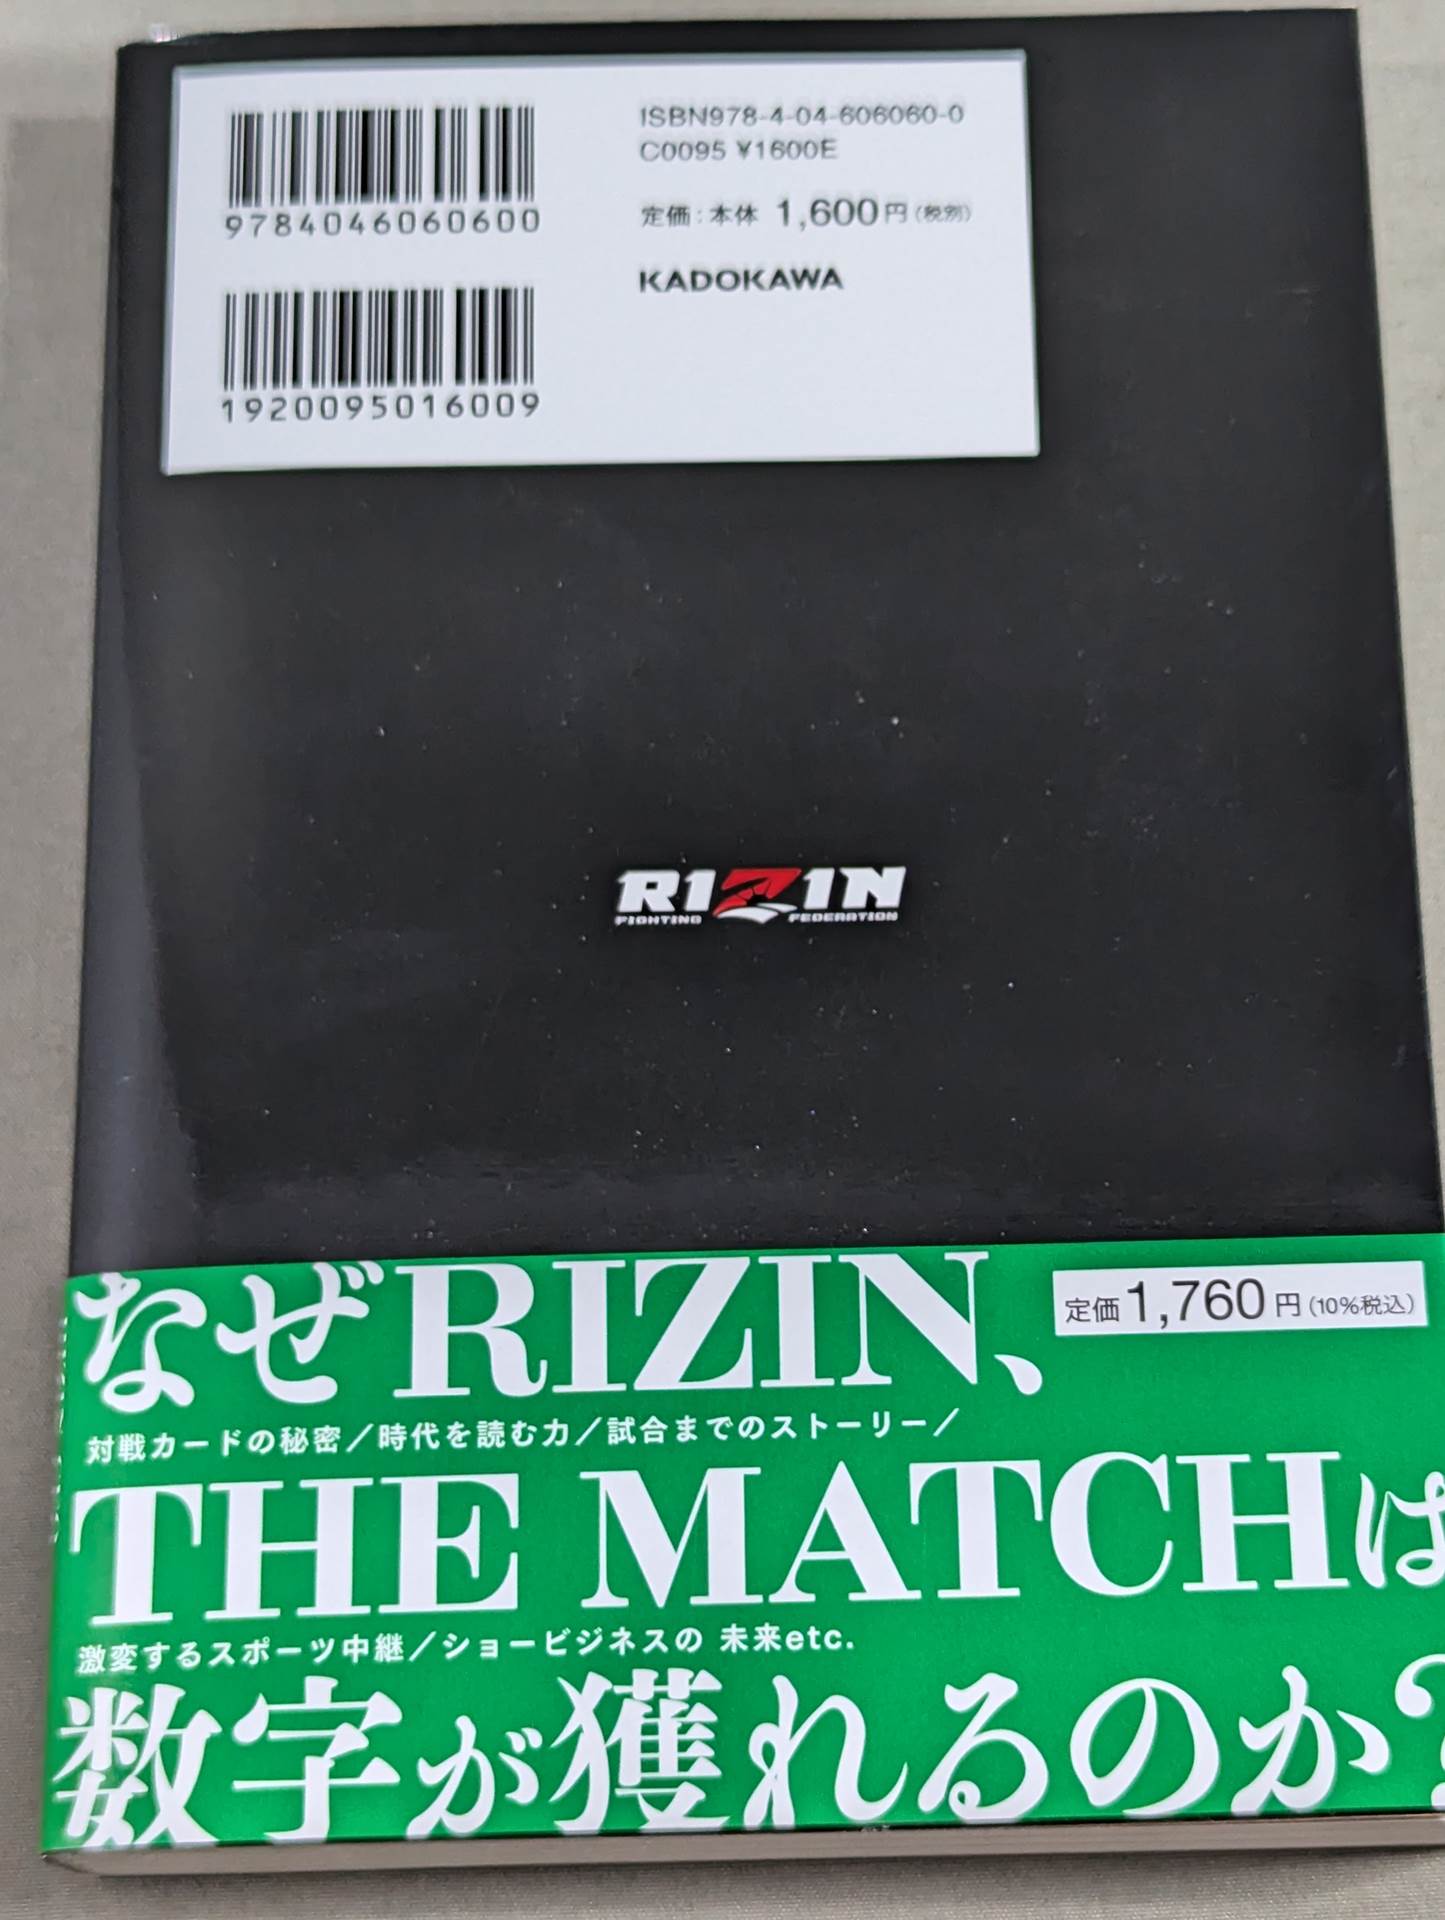 ISBN978-4-04-606060-0
C0095 ¥1600E
定価：本体 1,600円（税別）
KADOKAWA
9784046060600
1920095016009
RIZIN
FIGHTING FEDERATION
なぜRIZIN、
定価1,760円（10%税込）
対戦カードの秘密／時代を読む力／試合までのストーリー／
THE MATCHは
激変するスポーツ中継／ショービジネスの 未来etc.
数字が獲れるのか?